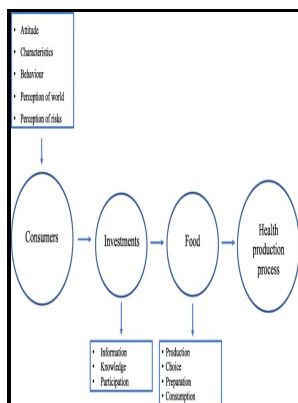 • Attitude
• Characteristics
• Behaviour
• Perception of world
• Perception of risks
Consumers
Investments
Food
Health
production
process
• Information
• Knowledge
• Participation
• Production
• Choice
• Preparation
• Consumption